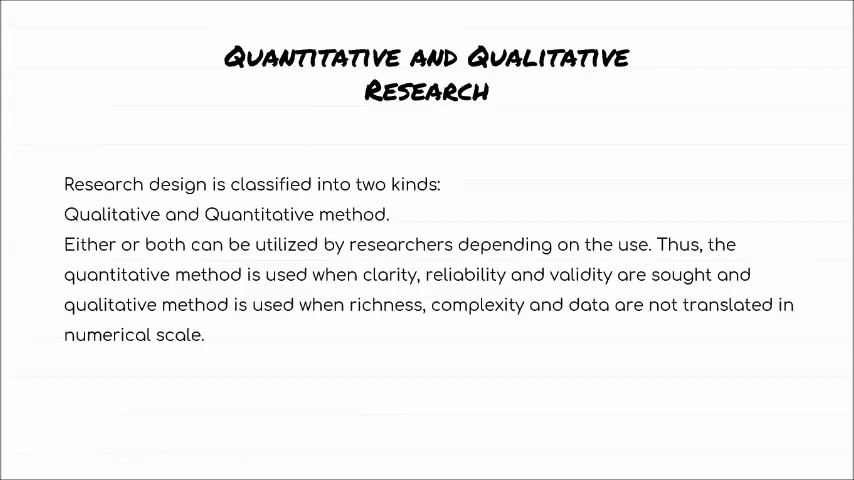 Quantitative and Qualitative
Research
Research design is classified into two kinds:
Qualitative and Quantitative method.
Either or both can be utilized by researchers depending on the use. Thus, the
quantitative method is used when clarity, reliability and validity are sought and
qualitative method is used when richness, complexity and data are not translated in
numerical scale.